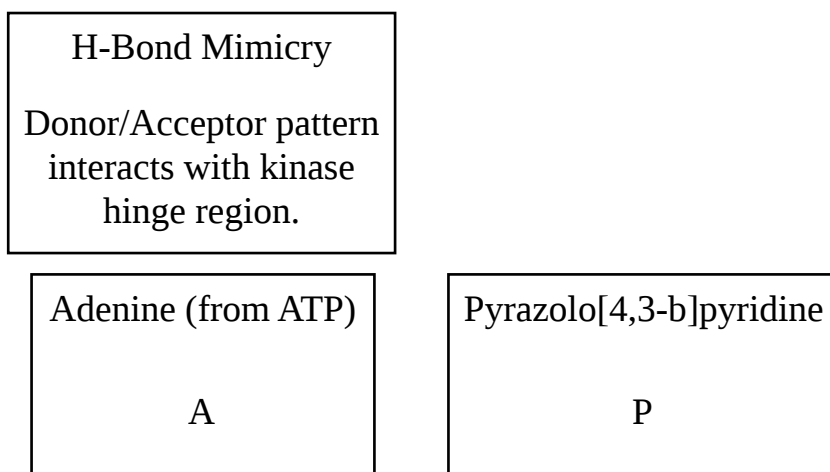 H-Bond Mimicry
Donor/Acceptor pattern
interacts with kinase
hinge region.
Adenine (from ATP)
A
Pyrazolo[4,3-b]pyridine
P